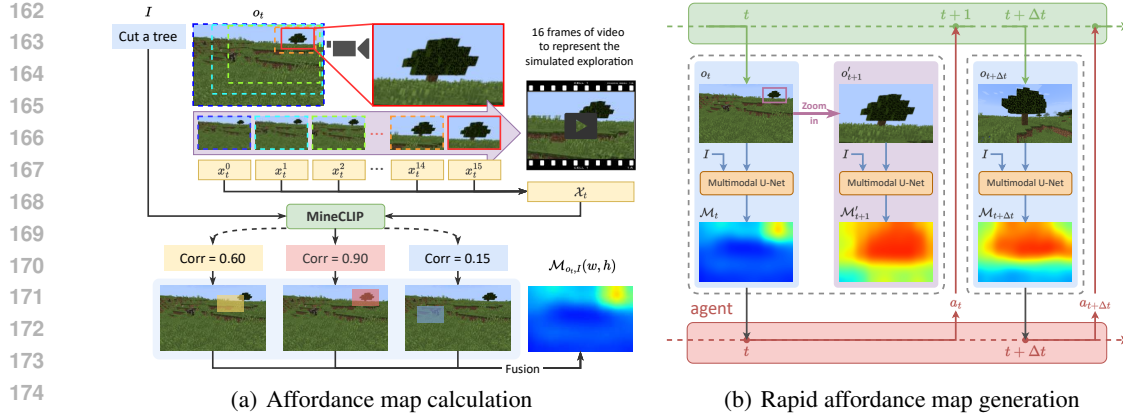 162
163
164
165
166
167
168
169
170
171
172
173
174
I
o_t
Cut a tree
16 frames of video
to represent the
simulated exploration
...
x_t^0
x_t^1
x_t^2
...
x_t^14
x_t^15
𝒳_t
MineCLIP
Corr = 0.60
Corr = 0.90
Corr = 0.15
ℳ_{o_t,I}(w, h)
Fusion
(a) Affordance map calculation
t
t + 1
t + Δt
o_t
o'_{t+1}
o_{t+Δt}
Zoom
in
I
I
I
Multimodal U-Net
Multimodal U-Net
Multimodal U-Net
ℳ_t
ℳ'_{t+1}
ℳ_{t+Δt}
agent
a_t
a_{t+Δt}
t
t + Δt
(b) Rapid affordance map generation